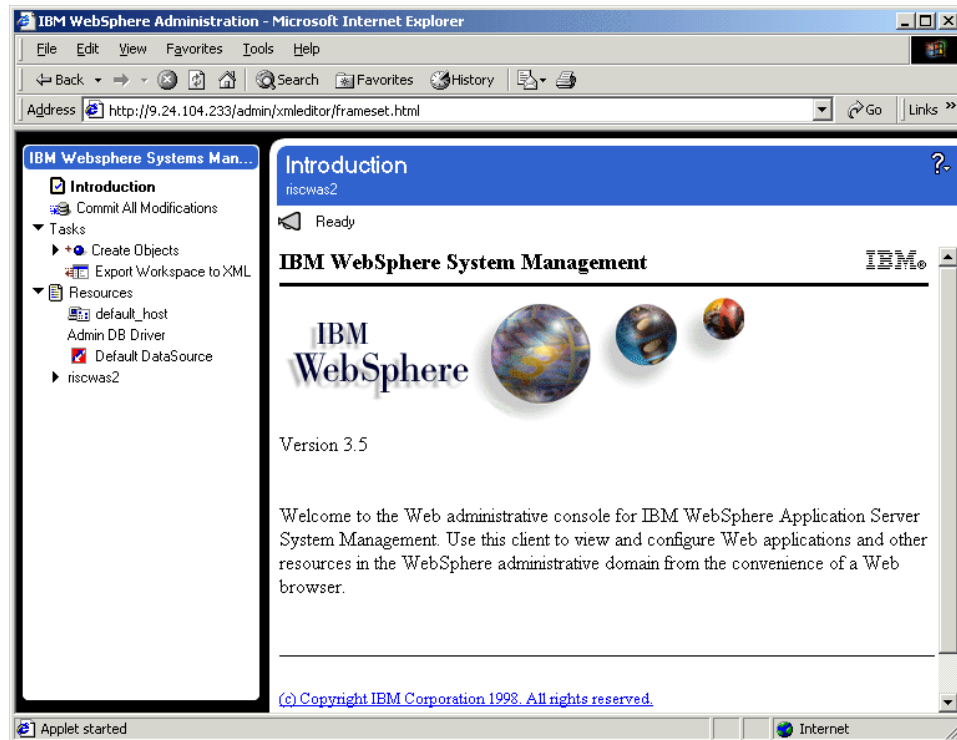 IBM WebSphere Administration - Microsoft Internet Explorer
File Edit View Favorites Tools Help
Back Search Favorites History
Address http://9.24.104.233/admin/xmleditor/frameset.html Go Links »
IBM Websphere Systems Man...
Introduction
Commit All Modifications
Tasks
Create Objects
Export Workspace to XML
Resources
default_host
Admin DB Driver
Default DataSource
riscwas2
Introduction
riscwas2
?
Ready
IBM WebSphere System Management
IBM®
IBM
WebSphere
Version 3.5
Welcome to the Web administrative console for IBM WebSphere Application Server
System Management. Use this client to view and configure Web applications and other
resources in the WebSphere administrative domain from the convenience of a Web
browser.
(c) Copyright IBM Corporation 1998. All rights reserved.
Applet started
Internet